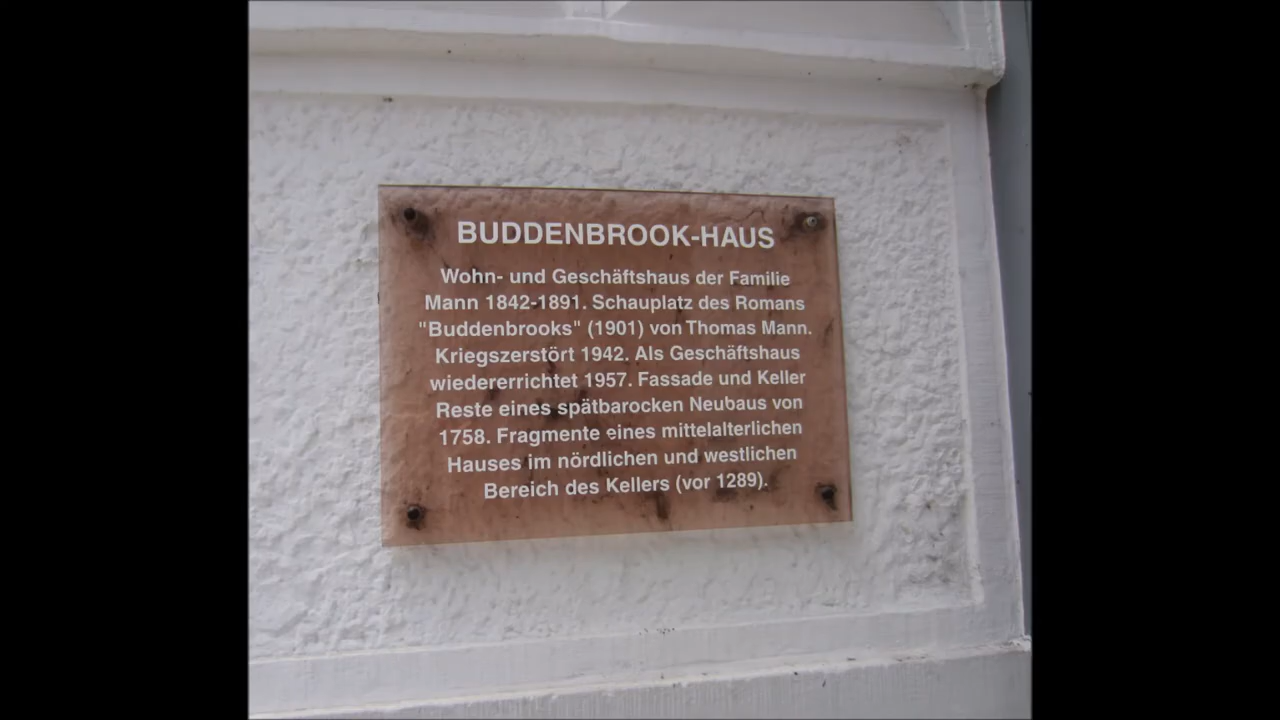 BUDDENBROOK-HAUS
Wohn- und Geschäftshaus der Familie
Mann 1842-1891. Schauplatz des Romans
"Buddenbrooks" (1901) von Thomas Mann.
Kriegszerstört 1942. Als Geschäftshaus
wiedererrichtet 1957. Fassade und Keller
Reste eines spätbarocken Neubaus von
1758. Fragmente eines mittelalterlichen
Hauses im nördlichen und westlichen
Bereich des Kellers (vor 1289).